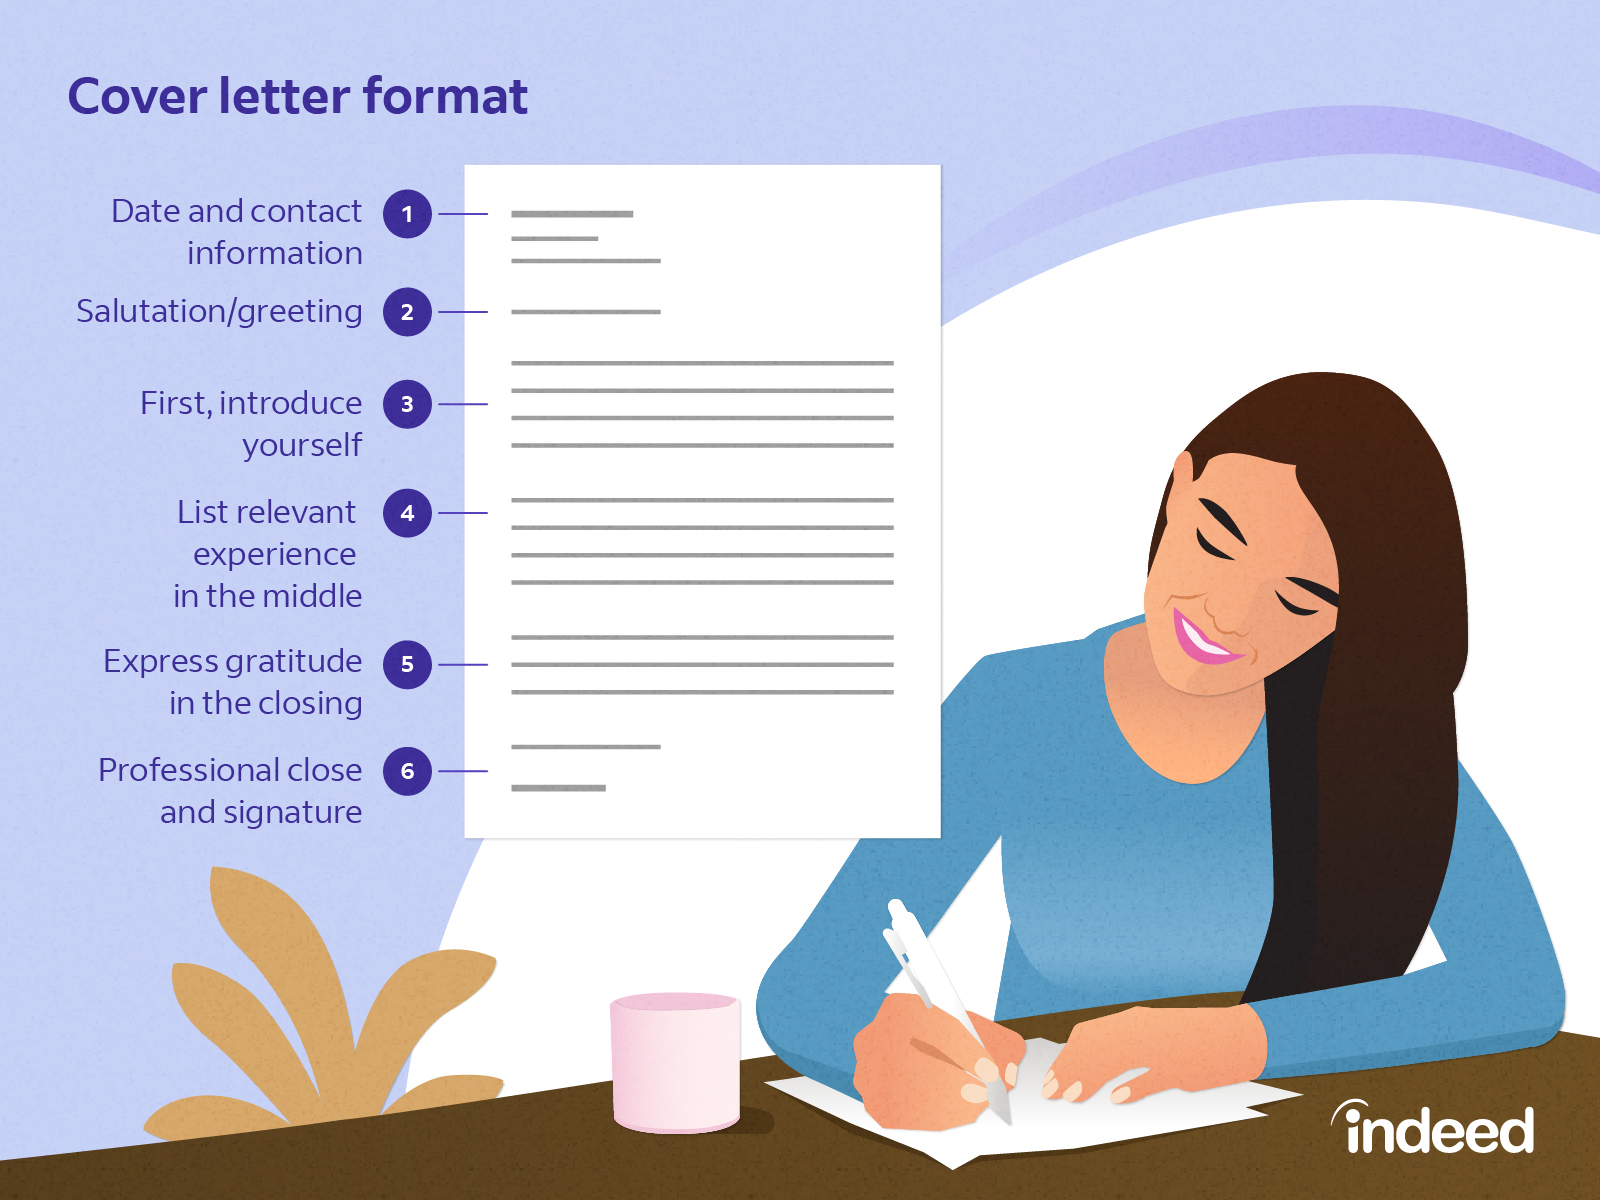 Cover letter format
Date and contact
information
1
Salutation/greeting
2
First, introduce
yourself
3
List relevant
experience
in the middle
4
Express gratitude
in the closing
5
Professional close
and signature
6
indeed